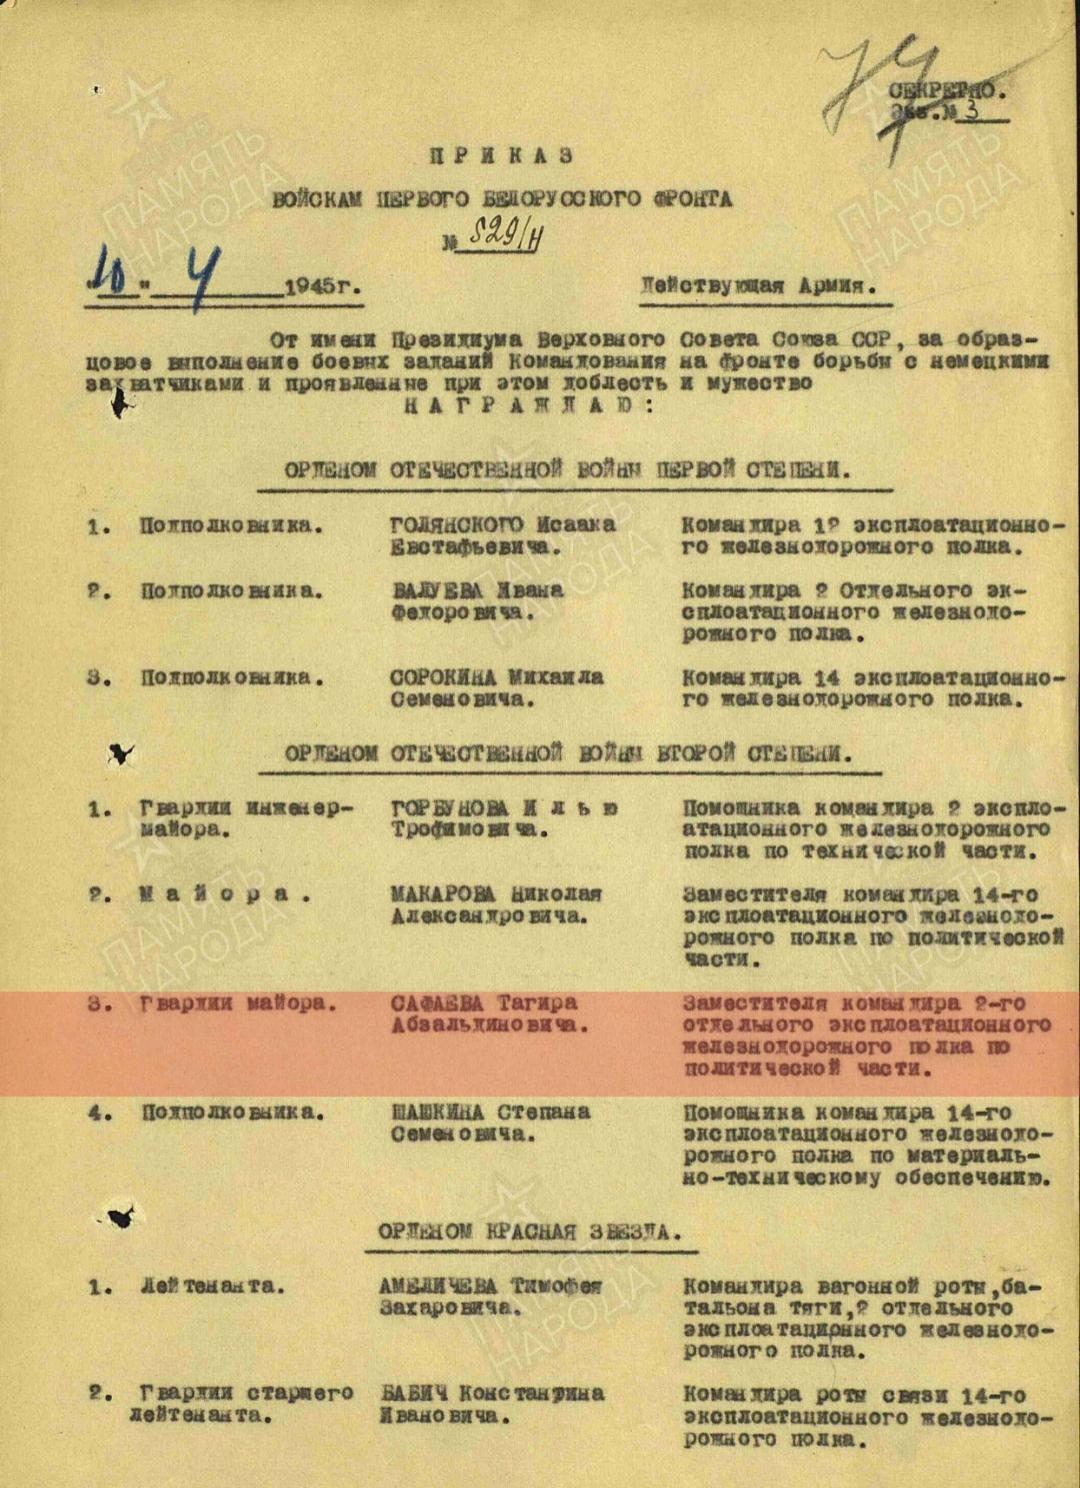 СЕКРЕТНО.
Экз.№ 3
П Р И К А З
ВОЙСКАМ ПЕРВОГО БЕЛОРУССКОГО ФРОНТА
№ 529/н
"10" 4 1945г. Действующая Армия.
От имени Президиума Верховного Совета Союза ССР, за образ-
цовое выполнение боевых заданий Командования на фронте борьбы с немецкими
захватчиками и проявленные при этом доблесть и мужество
Н А Г Р А Ж Д А Ю :
ОРДЕНОМ ОТЕЧЕСТВЕННОЙ ВОЙНЫ ПЕРВОЙ СТЕПЕНИ.
1. Подполковника. ГОЛЯНСКОГО Исаака Командира 12 эксплоатационно-
Евстафьевича. го железнодорожного полка.
2. Подполковника. ВАЛУЕВА Ивана Командира 2 Отдельного эк-
Федоровича. сплоатационного железнодо-
рожного полка.
3. Подполковника. СОРОКИНА Михаила Командира 14 эксплоатационно-
Семеновича. го железнодорожного полка.
ОРДЕНОМ ОТЕЧЕСТВЕННОЙ ВОЙНЫ ВТОРОЙ СТЕПЕНИ.
1. Гвардии инженер- ГОРБУНОВА И л ь ю Помощника командира 2 экспло-
майора. Трофимовича. атационного железнодорожного
полка по технической части.
2. М а й о р а . МАКАРОВА Николая Заместителя командира 14-го
Александровича. эксплоатационного железнодо-
рожного полка по политической
части.
3. Гвардии майора. САФАЕВА Тагира Заместителя командира 2-го
Абзальдиновича. отдельного эксплоатационного
железнодорожного полка по
политической части.
4. Подполковника. ШАШКИНА Степана Помощника командира 14-го
Семеновича. эксплоатационного железнодо-
рожного полка по материаль-
но-техническому обеспечению.
ОРДЕНОМ КРАСНАЯ ЗВЕЗДА.
1. Лейтенанта. АМЕЛИЧЕВА Тимофея Командира вагонной роты,ба-
Захаровича. тальона тяги,2 отдельного
эксплоатационного железнодо-
рожного полка.
2. Гвардии старшего БАБИЧ Константина Командира роты связи 14-го
лейтенанта. Ивановича. эксплоатационного железнодо-
рожного полка.
ПАМЯТЬ
НАРОДА